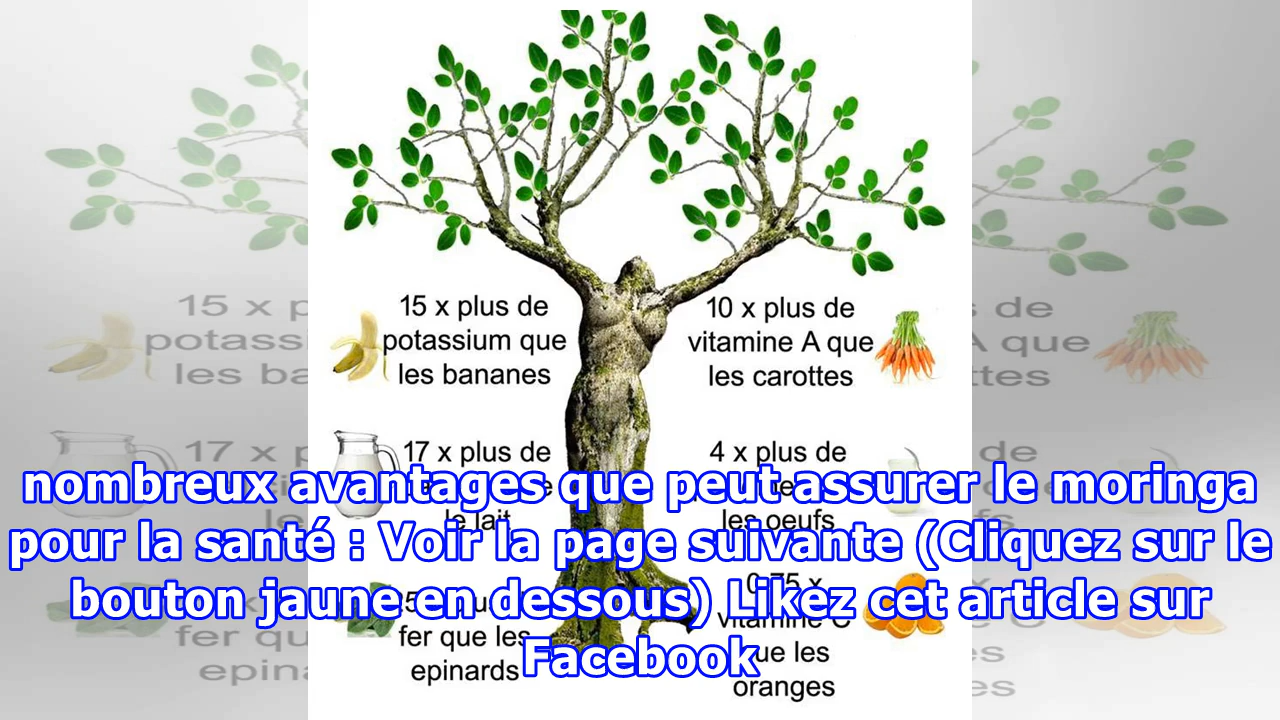 15 x plus de
potassium que
les bananes
10 x plus de
vitamine A que
les carottes
17 x plus de
le lait
4 x plus de
les oeufs
nombreux avantages que peut assurer le moringa
pour la santé : Voir la page suivante (Cliquez sur le
bouton jaune en dessous) Likez cet article sur
Facebook
fer que les
epinards
0,75 x
vitamine C
que les
oranges